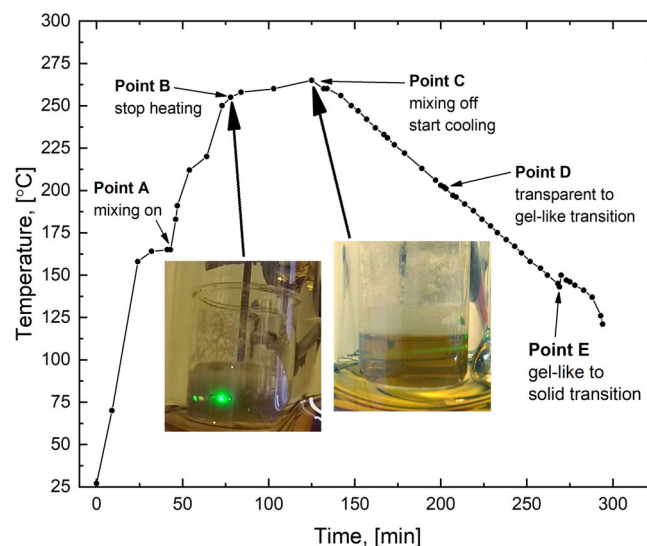 Temperature, [°C]
275
250
225
200
175
150
125
100
75
50
25
0
50
100
150
200
250
300
Time, [min]
Point A
mixing on
Point B
stop heating
Point C
mixing off
start cooling
Point D
transparent to
gel-like transition
Point E
gel-like to
solid transition